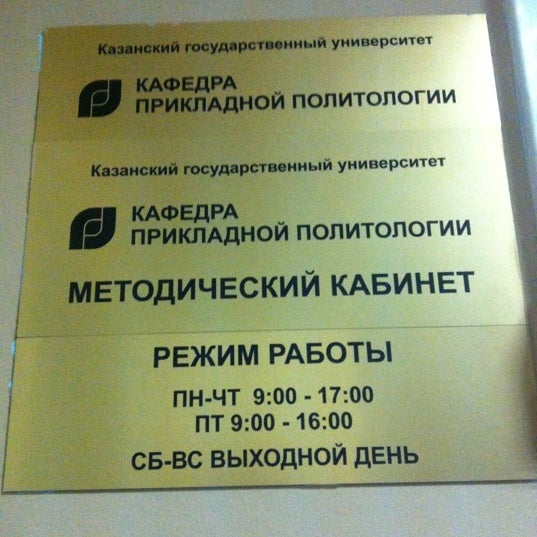 Казанский государственный университет
КАФЕДРА
ПРИКЛАДНОЙ ПОЛИТОЛОГИИ
Казанский государственный университет
КАФЕДРА
ПРИКЛАДНОЙ ПОЛИТОЛОГИИ
МЕТОДИЧЕСКИЙ КАБИНЕТ
РЕЖИМ РАБОТЫ
ПН-ЧТ 9:00 - 17:00
ПТ 9:00 - 16:00
СБ-ВС ВЫХОДНОЙ ДЕНЬ